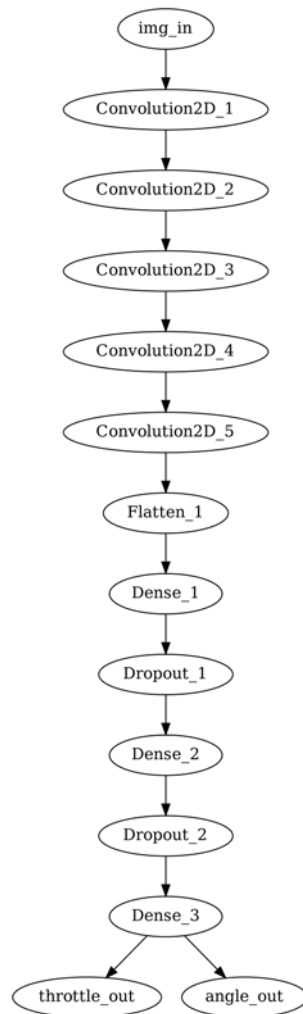 img_in
Convolution2D_1
Convolution2D_2
Convolution2D_3
Convolution2D_4
Convolution2D_5
Flatten_1
Dense_1
Dropout_1
Dense_2
Dropout_2
Dense_3
throttle_out
angle_out